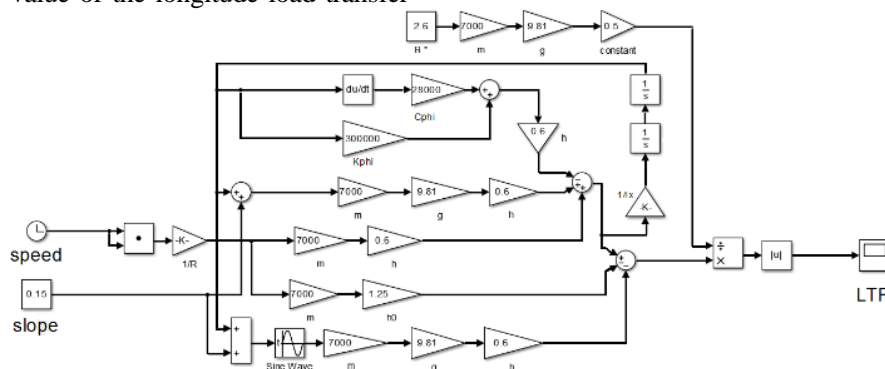 value of the longitude load transfer
2.6 7000 9.81 0.5
B * m g constant
du/dt 28000 + +
Cphi
1
s
300000
Kphi
0.6 h
1
s
+ + 7000 9.81 0.6
m g h
1/Ix
-K-
speed
-K-
1/R
7000 0.6
m h
÷
×
|u|
LTR
0.15
slope
7000 1.25
m h0
+
+
t
Sine Wave
7000 9.81 0.6
m g h